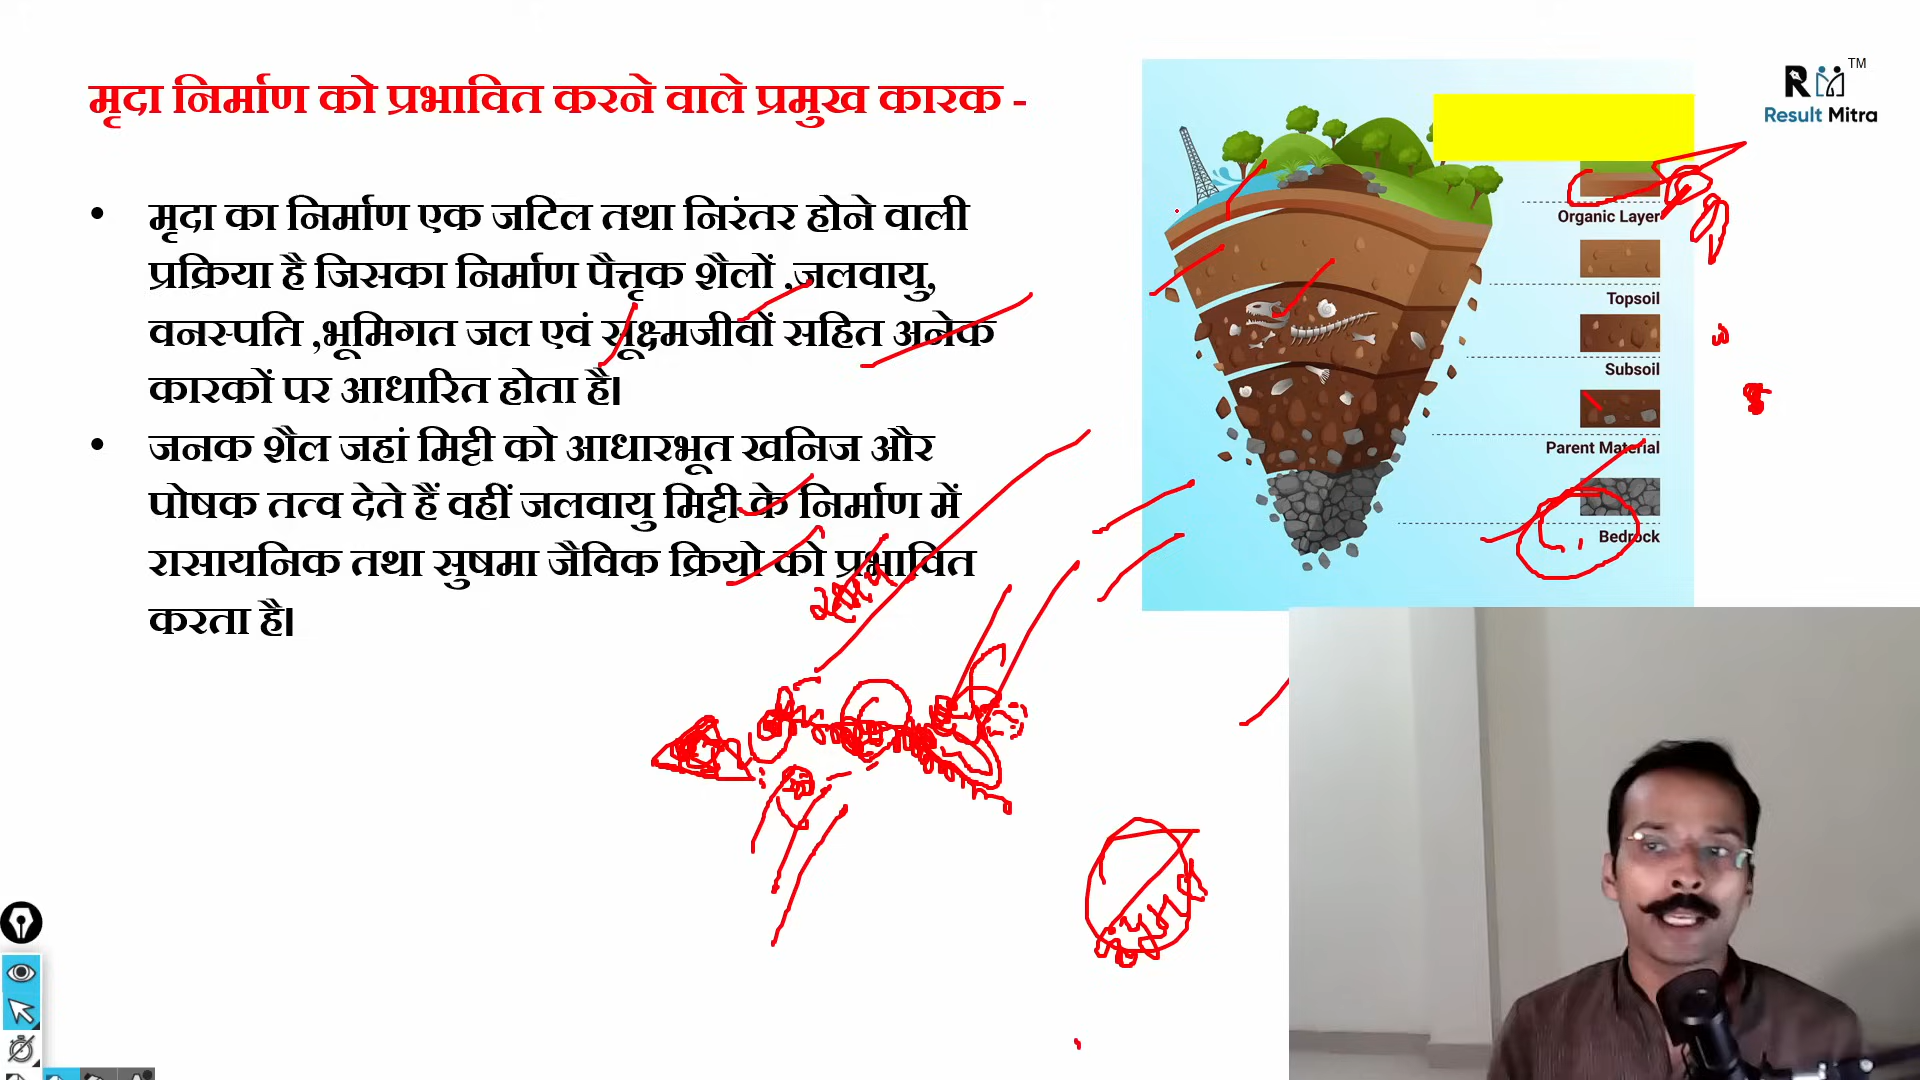 मृदा निर्माण को प्रभावित करने वाले प्रमुख कारक -
• मृदा का निर्माण एक जटिल तथा निरंतर होने वाली
प्रक्रिया है जिसका निर्माण पैत्तृक शैलों ,जलवायु,
वनस्पति ,भूमिगत जल एवं सूक्ष्मजीवों सहित अनेक
कारकों पर आधारित होता है।
• जनक शैल जहां मिट्टी को आधारभूत खनिज और
पोषक तत्व देते हैं वहीं जलवायु मिट्टी के निर्माण में
रासायनिक तथा सुषमा जैविक क्रियो को प्रभावित
करता है।
Organic Layer
Topsoil
Subsoil
Parent Material
Bedrock
R TM
Result Mitra